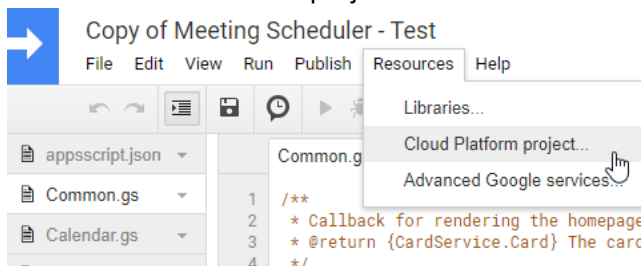 Copy of Meeting Scheduler - Test
File Edit View Run Publish Resources Help
Libraries...
Cloud Platform project...
Advanced Google services...
appsscript.json
Common.gs
Calendar.gs
Common.g
1 /**
2 * Callback for rendering the homepage
3 * @return {CardService.Card} The card
4 */